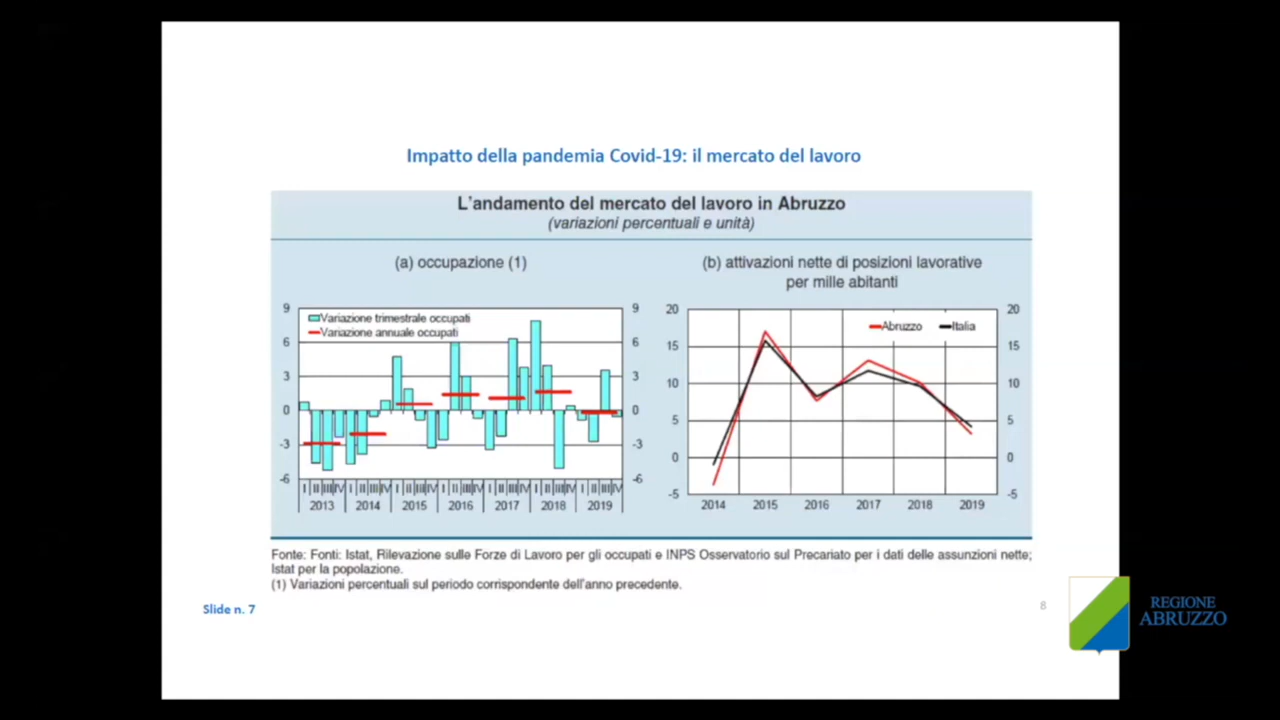 Impatto della pandemia Covid-19: il mercato del lavoro
L'andamento del mercato del lavoro in Abruzzo
(variazioni percentuali e unità)
(a) occupazione (1)
(b) attivazioni nette di posizioni lavorative
per mille abitanti
Variazione trimestrale occupati
Variazione annuale occupati
9 9
6 6
3 3
0 0
-3 -3
-6 -6
I II III IV I II III IV I II III IV I II III IV I II III IV I II III IV I II III IV
2013 2014 2015 2016 2017 2018 2019
Abruzzo Italia
20 20
15 15
10 10
5 5
0 0
-5 -5
2014 2015 2016 2017 2018 2019
Fonte: Fonti: Istat, Rilevazione sulle Forze di Lavoro per gli occupati e INPS Osservatorio sul Precariato per i dati delle assunzioni nette;
Istat per la popolazione.
(1) Variazioni percentuali sul periodo corrispondente dell'anno precedente.
Slide n. 7
8
REGIONE
ABRUZZO